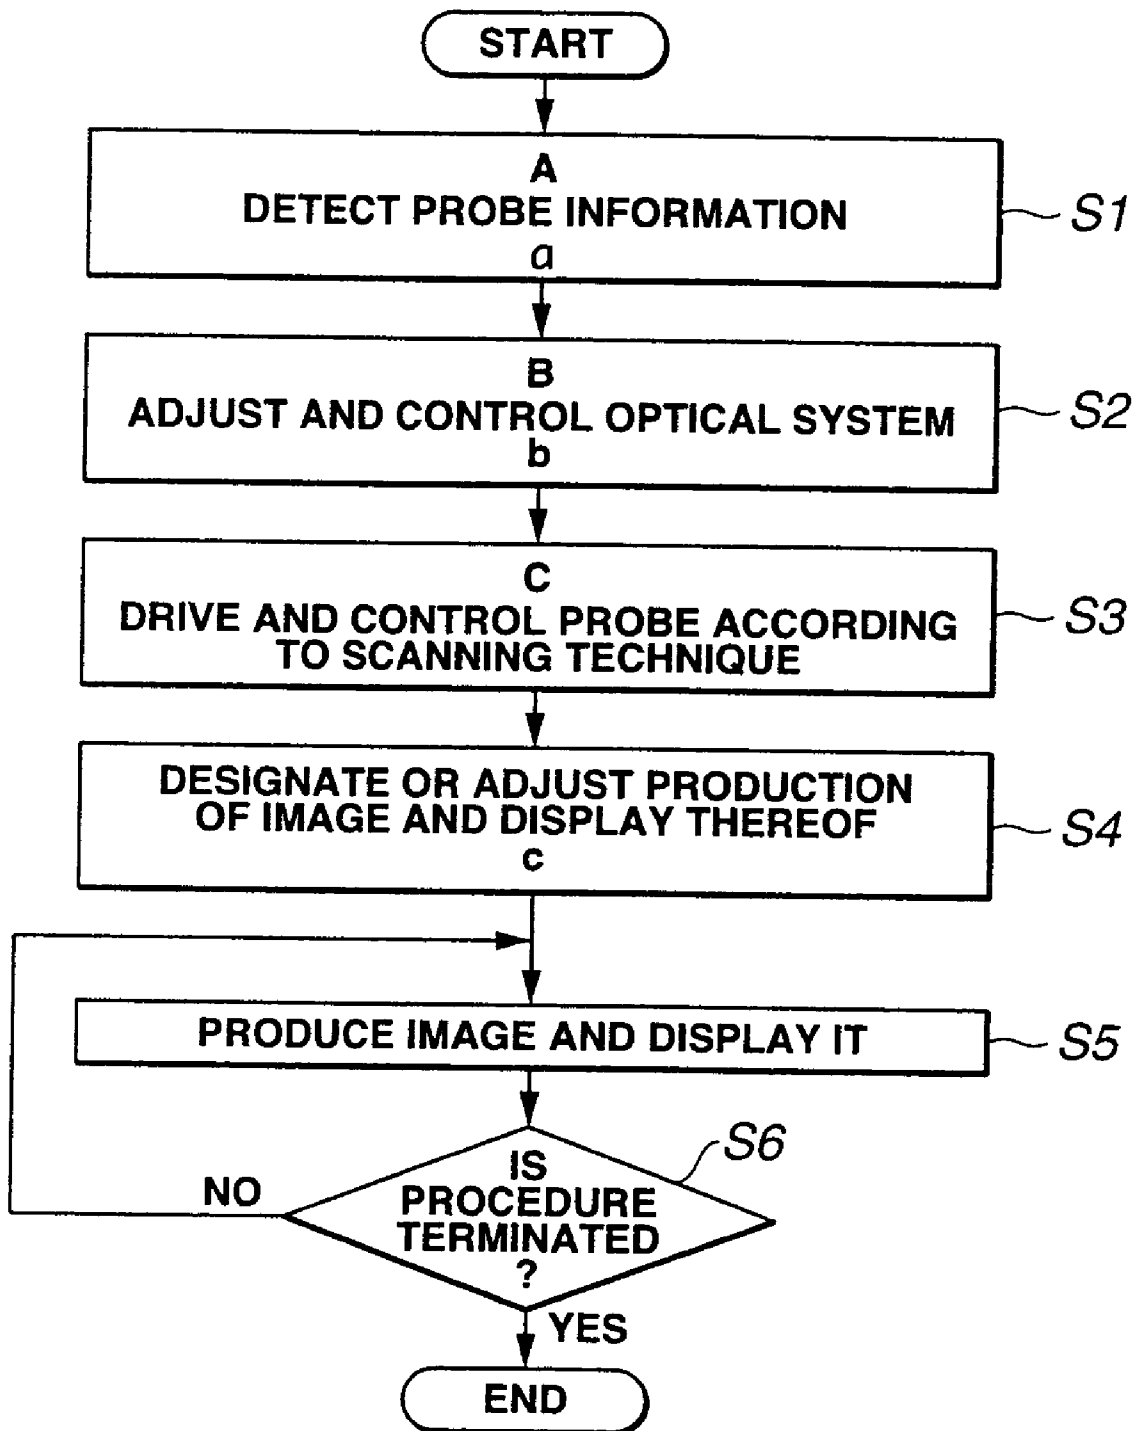 START
A
DETECT PROBE INFORMATION
a
S1
B
ADJUST AND CONTROL OPTICAL SYSTEM
b
S2
C
DRIVE AND CONTROL PROBE ACCORDING
TO SCANNING TECHNIQUE
S3
DESIGNATE OR ADJUST PRODUCTION
OF IMAGE AND DISPLAY THEREOF
c
S4
PRODUCE IMAGE AND DISPLAY IT
S5
S6
IS
PROCEDURE
TERMINATED
?
NO
YES
END